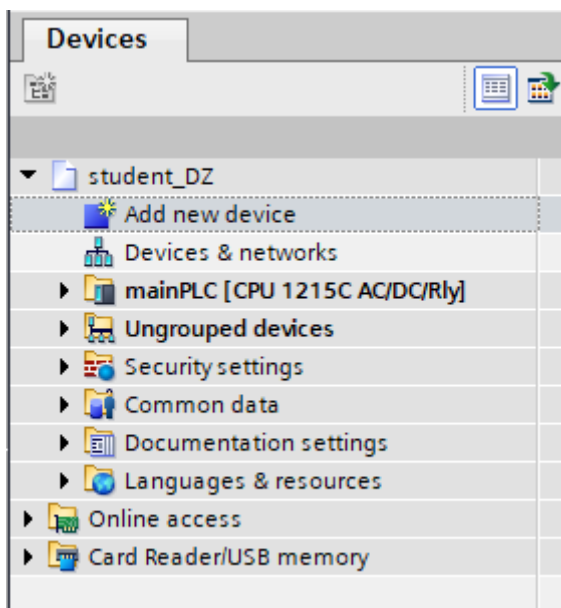 Devices
student_DZ
Add new device
Devices & networks
mainPLC [CPU 1215C AC/DC/Rly]
Ungrouped devices
Security settings
Common data
Documentation settings
Languages & resources
Online access
Card Reader/USB memory